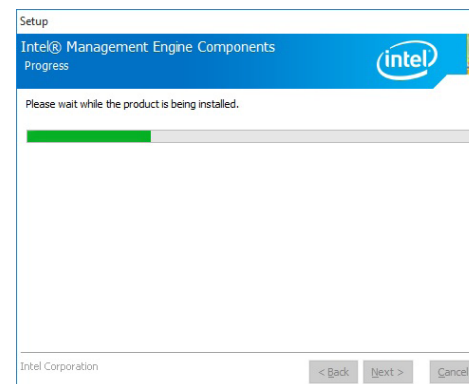 Setup
Intel® Management Engine Components
Progress
intel
Please wait while the product is being installed.
Intel Corporation
< Back Next > Cancel